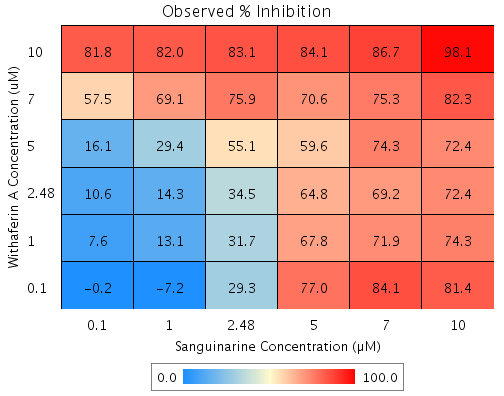 Observed % Inhibition
Withaferin A Concentration (uM)
10 81.8 82.0 83.1 84.1 86.7 98.1
7 57.5 69.1 75.9 70.6 75.3 82.3
5 16.1 29.4 55.1 59.6 74.3 72.4
2.48 10.6 14.3 34.5 64.8 69.2 72.4
1 7.6 13.1 31.7 67.8 71.9 74.3
0.1 −0.2 −7.2 29.3 77.0 84.1 81.4
0.1 1 2.48 5 7 10
Sanguinarine Concentration (µM)
0.0 100.0